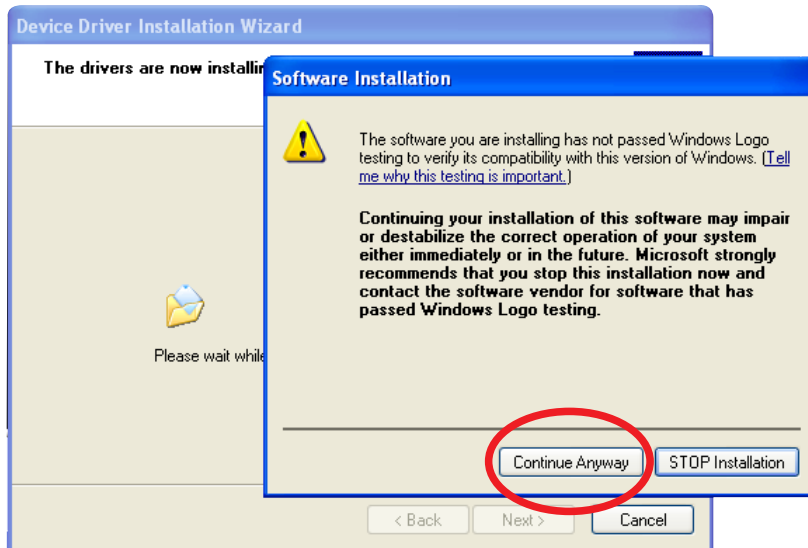 Device Driver Installation Wizard
The drivers are now installin
Software Installation
The software you are installing has not passed Windows Logo
testing to verify its compatibility with this version of Windows. (Tell
me why this testing is important.)
Continuing your installation of this software may impair
or destabilize the correct operation of your system
either immediately or in the future. Microsoft strongly
recommends that you stop this installation now and
contact the software vendor for software that has
passed Windows Logo testing.
Please wait while
Continue Anyway
STOP Installation
< Back
Next >
Cancel